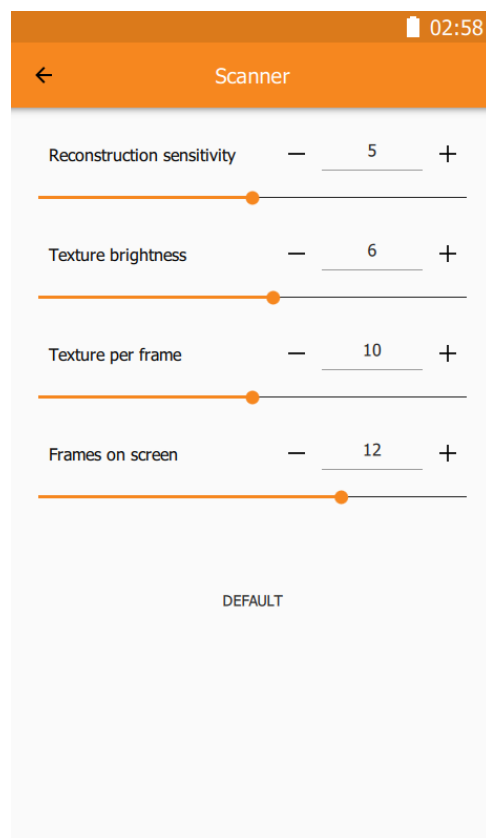 02:58
Scanner
Reconstruction sensitivity — 5 +
Texture brightness — 6 +
Texture per frame — 10 +
Frames on screen — 12 +
DEFAULT